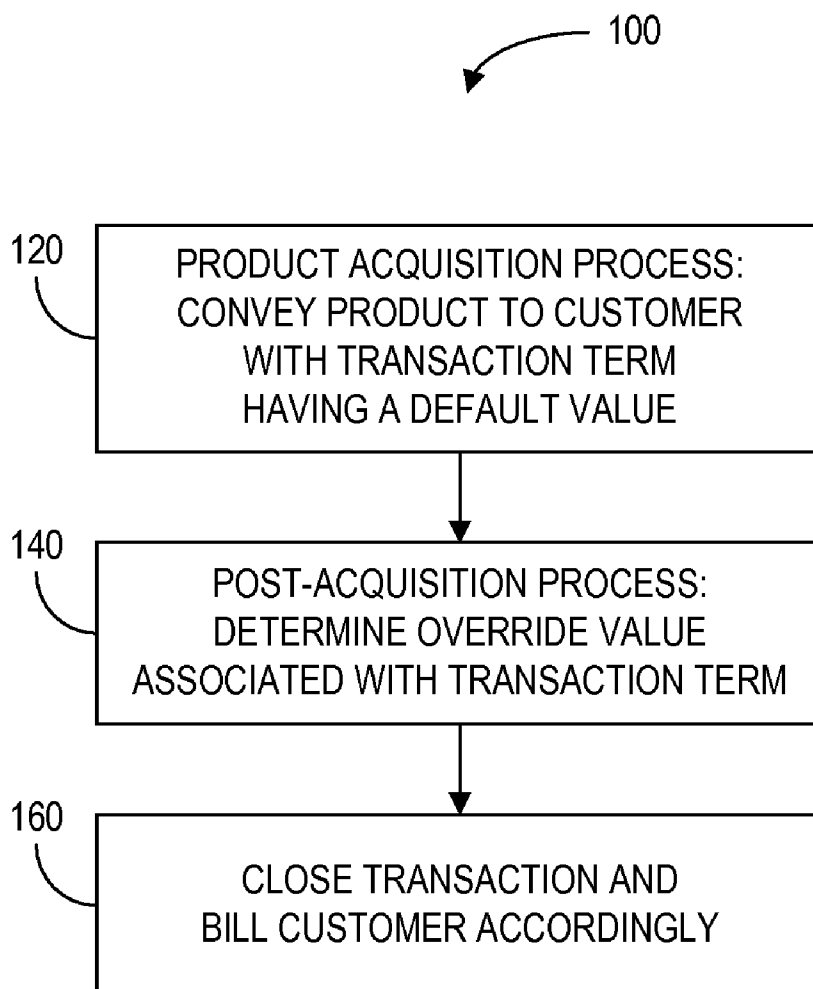 100
120
PRODUCT ACQUISITION PROCESS:
CONVEY PRODUCT TO CUSTOMER
WITH TRANSACTION TERM
HAVING A DEFAULT VALUE
140
POST-ACQUISITION PROCESS:
DETERMINE OVERRIDE VALUE
ASSOCIATED WITH TRANSACTION TERM
160
CLOSE TRANSACTION AND
BILL CUSTOMER ACCORDINGLY